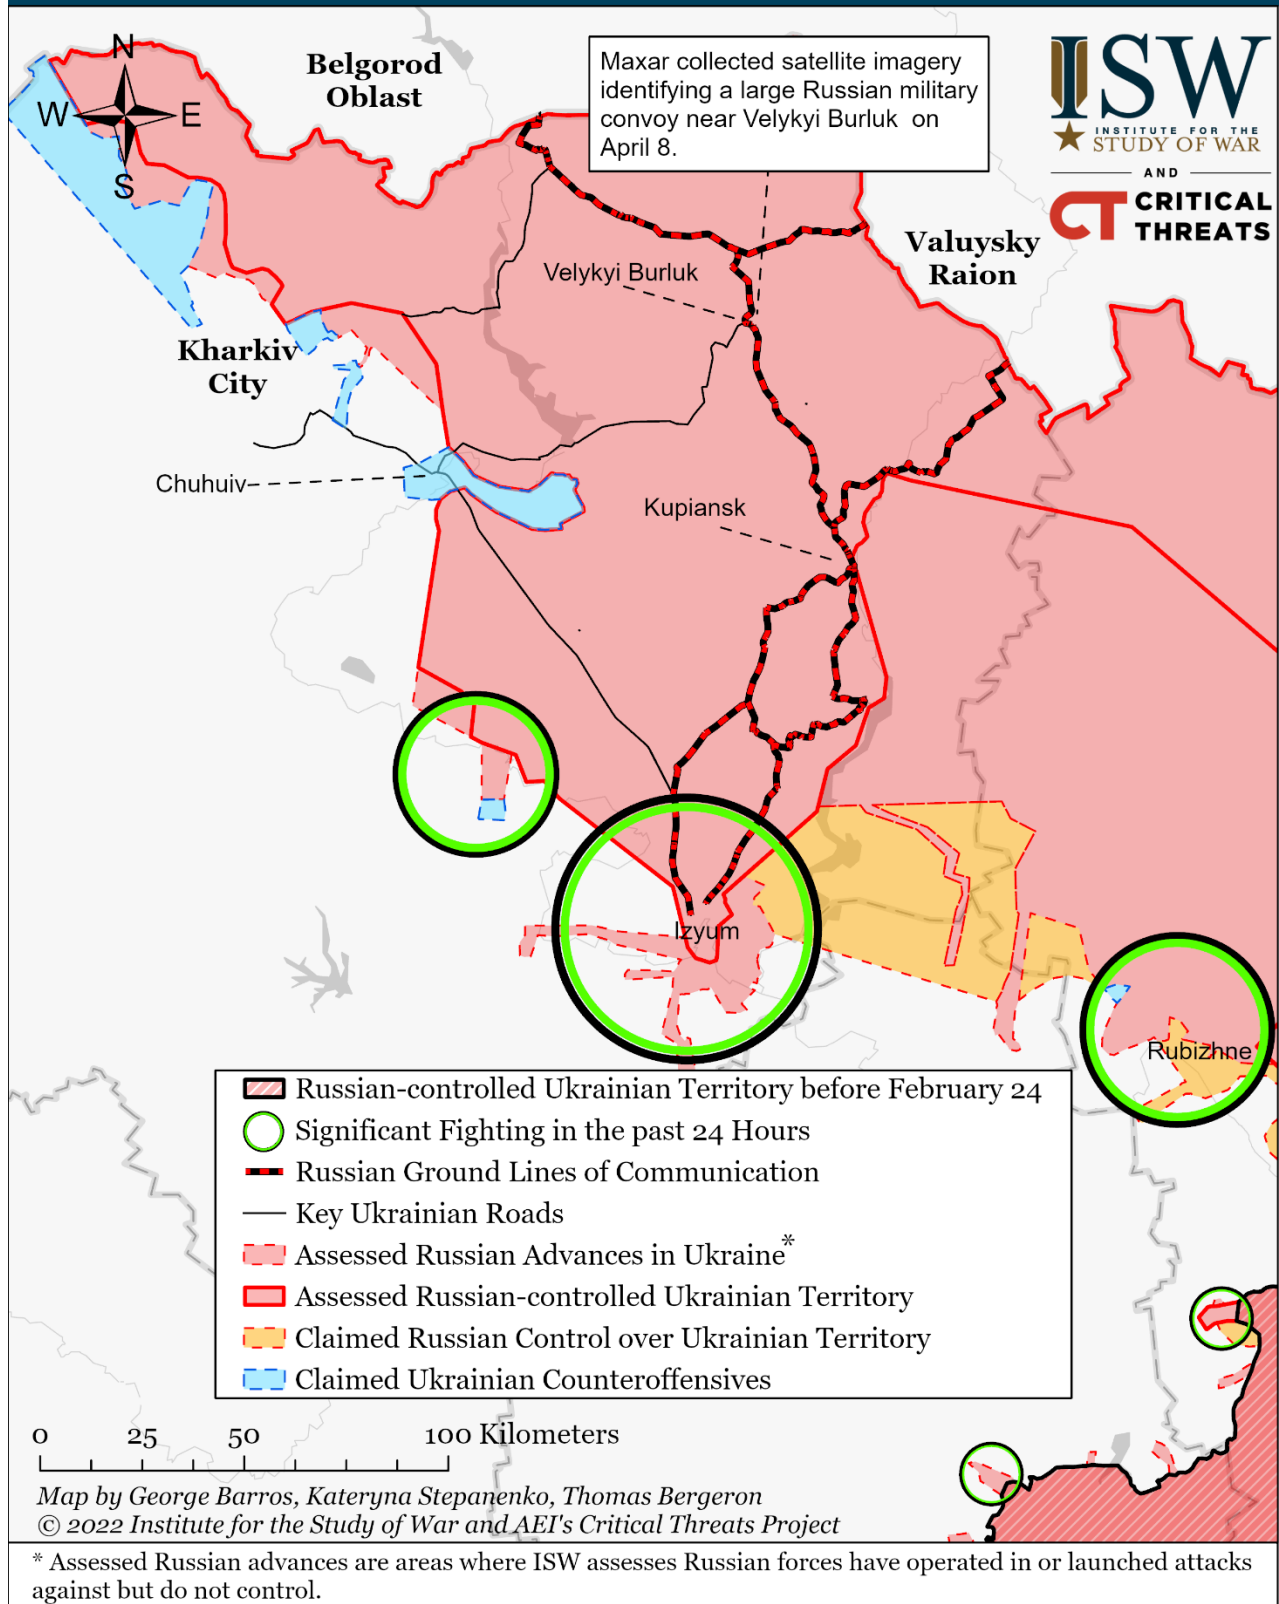 N
W
E
S
Belgorod
Oblast
Maxar collected satellite imagery
identifying a large Russian military
convoy near Velykyi Burluk on
April 8.
ISW
INSTITUTE FOR THE
STUDY OF WAR
AND
CT CRITICAL
THREATS
Valuysky
Raion
Velykyi Burluk
Kharkiv
City
Chuhuiv
Kupiansk
Izyum
Rubizhne
Russian-controlled Ukrainian Territory before February 24
Significant Fighting in the past 24 Hours
Russian Ground Lines of Communication
Key Ukrainian Roads
Assessed Russian Advances in Ukraine*
Assessed Russian-controlled Ukrainian Territory
Claimed Russian Control over Ukrainian Territory
Claimed Ukrainian Counteroffensives
0 25 50 100 Kilometers
Map by George Barros, Kateryna Stepanenko, Thomas Bergeron
© 2022 Institute for the Study of War and AEI's Critical Threats Project
* Assessed Russian advances are areas where ISW assesses Russian forces have operated in or launched attacks
against but do not control.